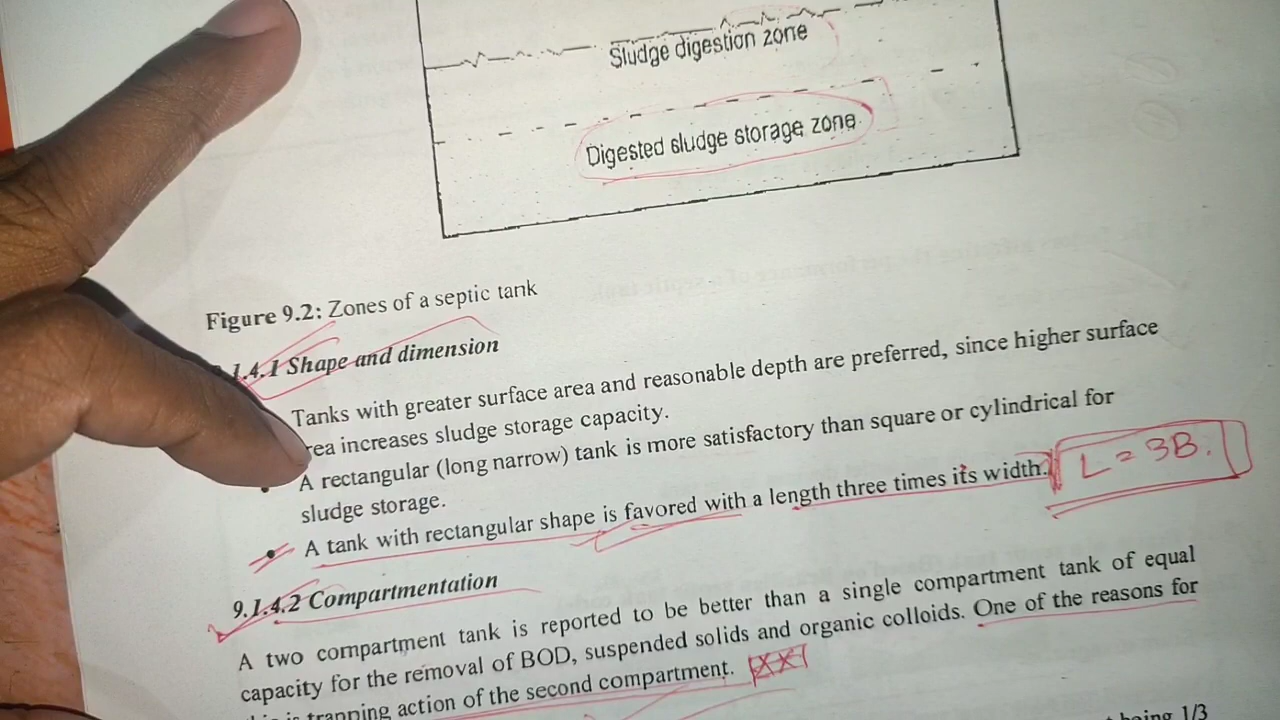 Sludge digestion zone
Digested sludge storage zone
Figure 9.2: Zones of a septic tank
1.4.1 Shape and dimension
Tanks with greater surface area and reasonable depth are preferred, since higher surface
rea increases sludge storage capacity.
• A rectangular (long narrow) tank is more satisfactory than square or cylindrical for
sludge storage.
• A tank with rectangular shape is favored with a length three times its width. L = 3B.
9.1.4.2 Compartmentation
A two compartment tank is reported to be better than a single compartment tank of equal
capacity for the removal of BOD, suspended solids and organic colloids. One of the reasons for
is trapping action of the second compartment. XX
being 1/3